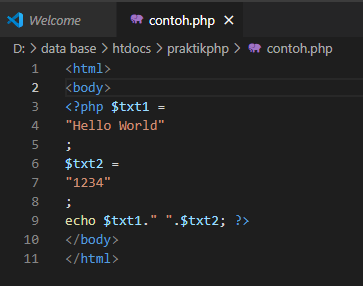 Welcome contoh.php ×
D: > data base > htdocs > praktikphp > contoh.php
1 <html>
2 <body>
3 <?php $txt1 =
4 "Hello World"
5 ;
6 $txt2 =
7 "1234"
8 ;
9 echo $txt1." ".$txt2; ?>
10 </body>
11 </html>